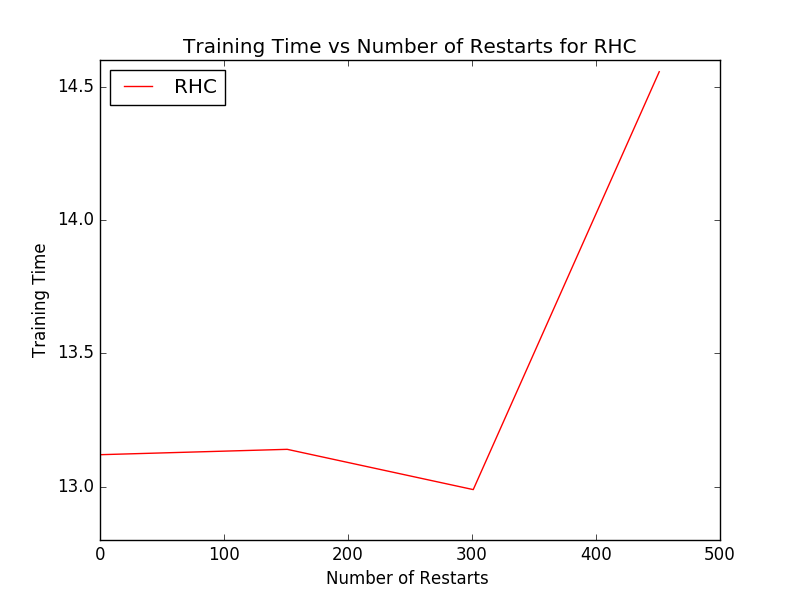 Training Time vs Number of Restarts for RHC
RHC
14.5
14.0
13.5
13.0
Training Time
0 100 200 300 400 500
Number of Restarts